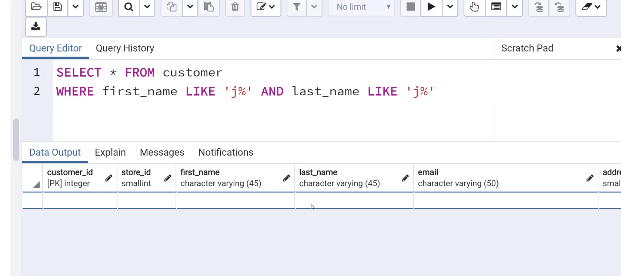 No limit
Query Editor Query History Scratch Pad
1 SELECT * FROM customer
2 WHERE first_name LIKE 'j%' AND last_name LIKE 'j%'
Data Output Explain Messages Notifications
customer_id store_id first_name last_name email
[PK] integer smallint character varying (45) character varying (45) character varying (50)